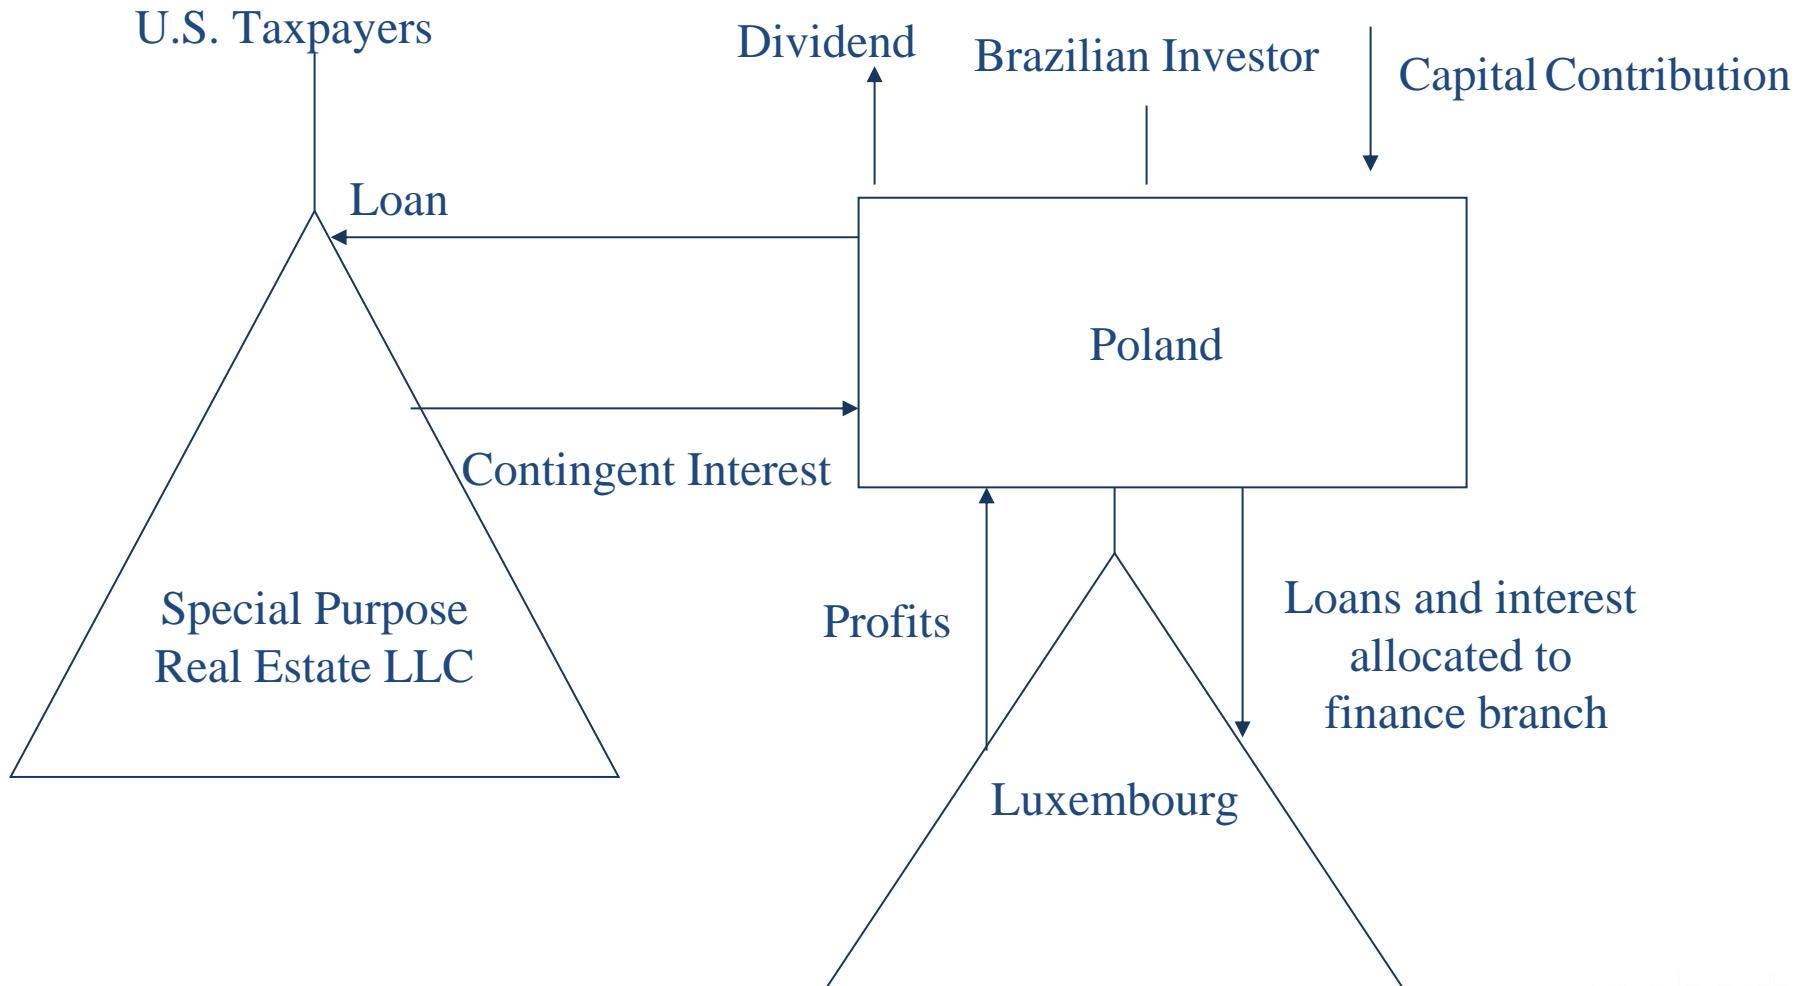 U.S. Taxpayers
Dividend
Brazilian Investor
Capital Contribution
Loan
Poland
Contingent Interest
Special Purpose
Real Estate LLC
Profits
Loans and interest
allocated to
finance branch
Luxembourg